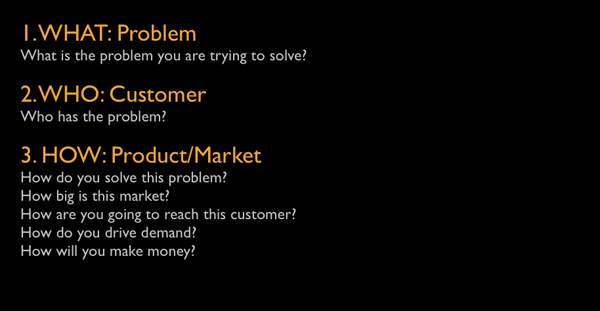 1. WHAT: Problem
What is the problem you are trying to solve?
2. WHO: Customer
Who has the problem?
3. HOW: Product/Market
How do you solve this problem?
How big is this market?
How are you going to reach this customer?
How do you drive demand?
How will you make money?